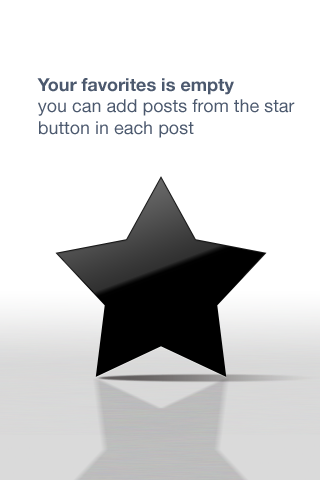 Your favorites is empty
you can add posts from the star
button in each post